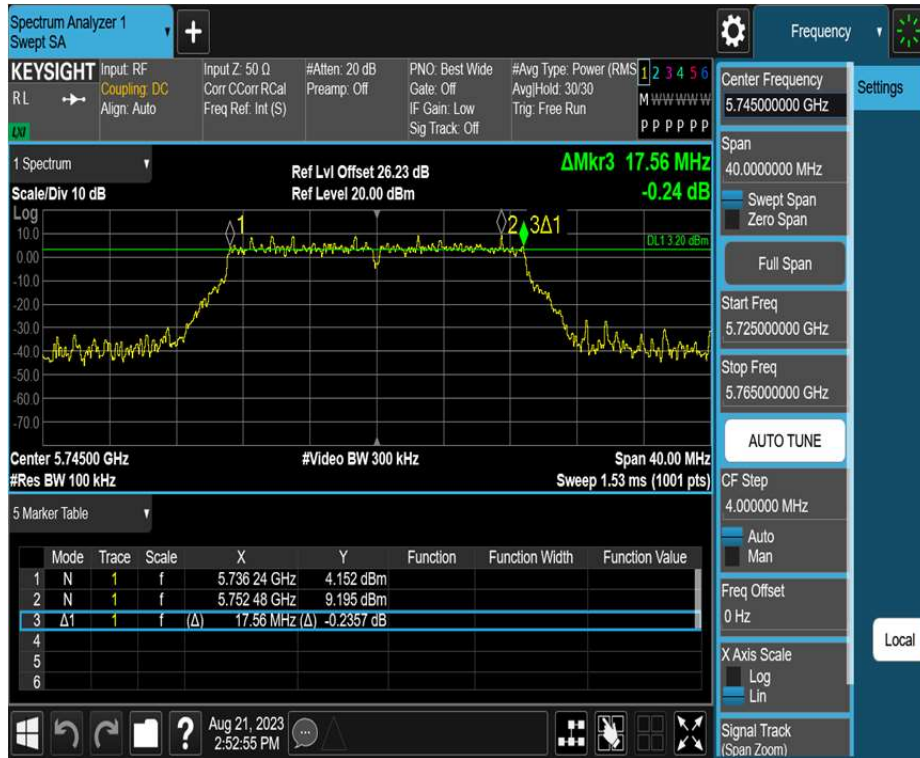 Spectrum Analyzer 1
Swept SA
+
Frequency
KEYSIGHT
RL
LXI
Input: RF
Coupling: DC
Align: Auto
Input Z: 50 Ω
Corr CCorr RCal
Freq Ref: Int (S)
#Atten: 20 dB
Preamp: Off
PNO: Best Wide
Gate: Off
IF Gain: Low
Sig Track: Off
#Avg Type: Power (RMS
Avg|Hold: 30/30
Trig: Free Run
1 2 3 4 5 6
M W W W W W
P P P P P P
1 Spectrum
Scale/Div 10 dB
Ref Lvl Offset 26.23 dB
Ref Level 20.00 dBm
ΔMkr3 17.56 MHz
-0.24 dB
Log
10.0
0.00
-10.0
-20.0
-30.0
-40.0
-50.0
-60.0
-70.0
1
2
3Δ1
DL1 3.20 dBm
Center 5.74500 GHz
#Res BW 100 kHz
#Video BW 300 kHz
Span 40.00 MHz
Sweep 1.53 ms (1001 pts)
5 Marker Table
Mode Trace Scale X Y Function Function Width Function Value
1 N 1 f 5.736 24 GHz 4.152 dBm
2 N 1 f 5.752 48 GHz 9.195 dBm
3 Δ1 1 f (Δ) 17.56 MHz (Δ) -0.2357 dB
4
5
6
?
Aug 21, 2023
2:52:55 PM
Center Frequency
5.745000000 GHz
Span
40.0000000 MHz
Swept Span
Zero Span
Full Span
Start Freq
5.725000000 GHz
Stop Freq
5.765000000 GHz
AUTO TUNE
CF Step
4.000000 MHz
Auto
Man
Freq Offset
0 Hz
X Axis Scale
Log
Lin
Signal Track
(Span Zoom)
Settings
Local